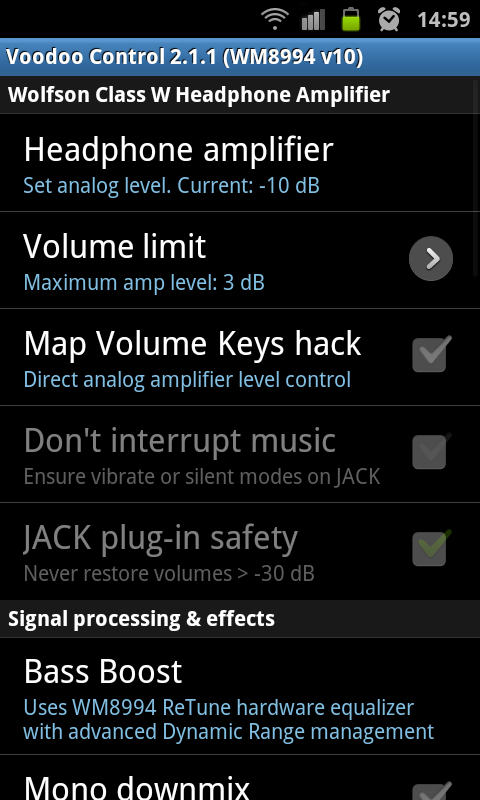 14:59
Voodoo Control 2.1.1 (WM8994 v10)
Wolfson Class W Headphone Amplifier
Headphone amplifier
Set analog level. Current: -10 dB
Volume limit
Maximum amp level: 3 dB
Map Volume Keys hack
Direct analog amplifier level control
Don't interrupt music
Ensure vibrate or silent modes on JACK
JACK plug-in safety
Never restore volumes > -30 dB
Signal processing & effects
Bass Boost
Uses WM8994 ReTune hardware equalizer
with advanced Dynamic Range management
Mono downmix